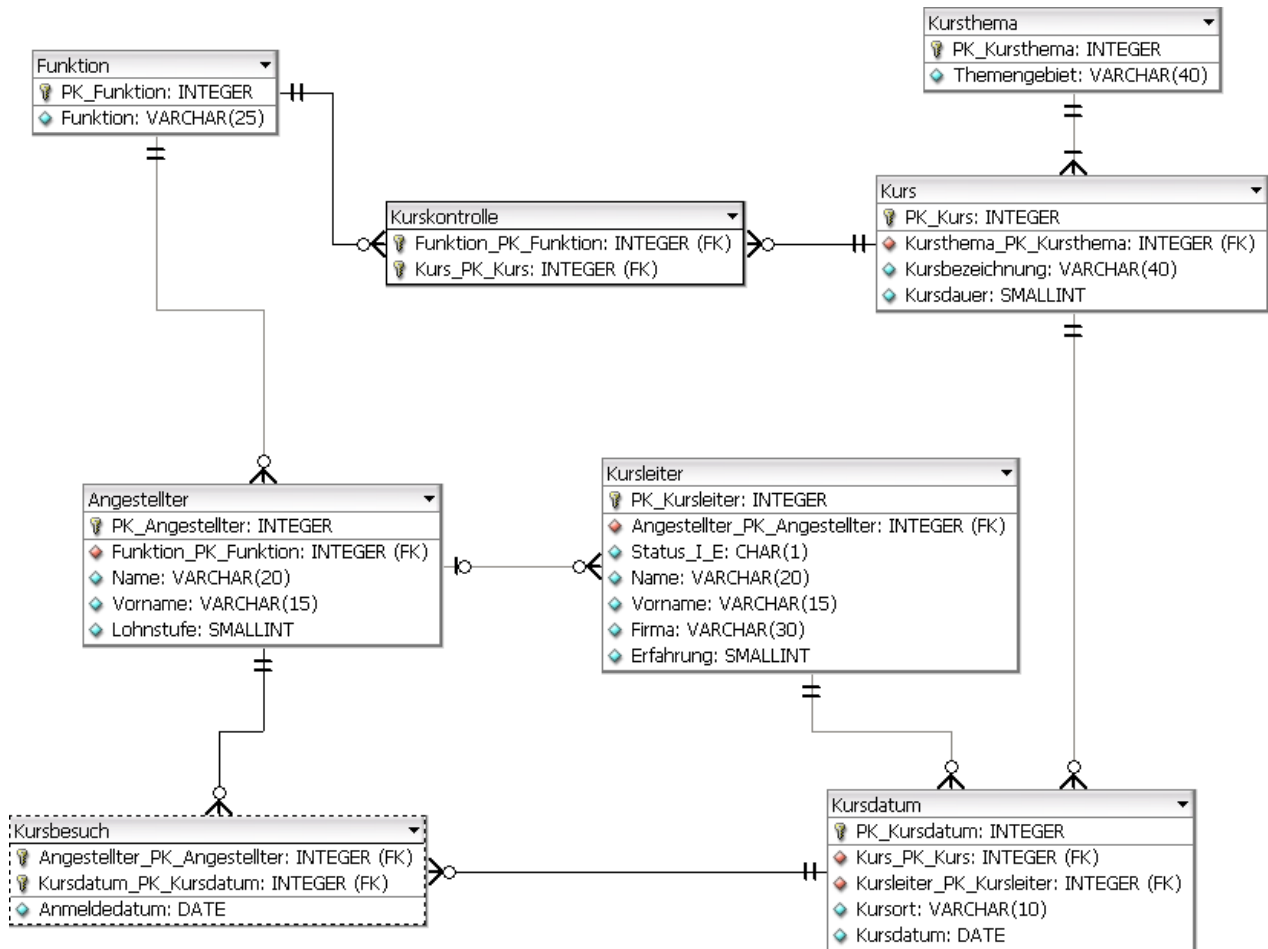 Kursthema
PK_Kursthema: INTEGER
Themengebiet: VARCHAR(40)
Funktion
PK_Funktion: INTEGER
Funktion: VARCHAR(25)
Kurskontrolle
Funktion_PK_Funktion: INTEGER (FK)
Kurs_PK_Kurs: INTEGER (FK)
Kurs
PK_Kurs: INTEGER
Kursthema_PK_Kursthema: INTEGER (FK)
Kursbezeichnung: VARCHAR(40)
Kursdauer: SMALLINT
Angestellter
PK_Angestellter: INTEGER
Funktion_PK_Funktion: INTEGER (FK)
Name: VARCHAR(20)
Vorname: VARCHAR(15)
Lohnstufe: SMALLINT
Kursleiter
PK_Kursleiter: INTEGER
Angestellter_PK_Angestellter: INTEGER (FK)
Status_I_E: CHAR(1)
Name: VARCHAR(20)
Vorname: VARCHAR(15)
Firma: VARCHAR(30)
Erfahrung: SMALLINT
Kursbesuch
Angestellter_PK_Angestellter: INTEGER (FK)
Kursdatum_PK_Kursdatum: INTEGER (FK)
Anmeldedatum: DATE
Kursdatum
PK_Kursdatum: INTEGER
Kurs_PK_Kurs: INTEGER (FK)
Kursleiter_PK_Kursleiter: INTEGER (FK)
Kursort: VARCHAR(10)
Kursdatum: DATE